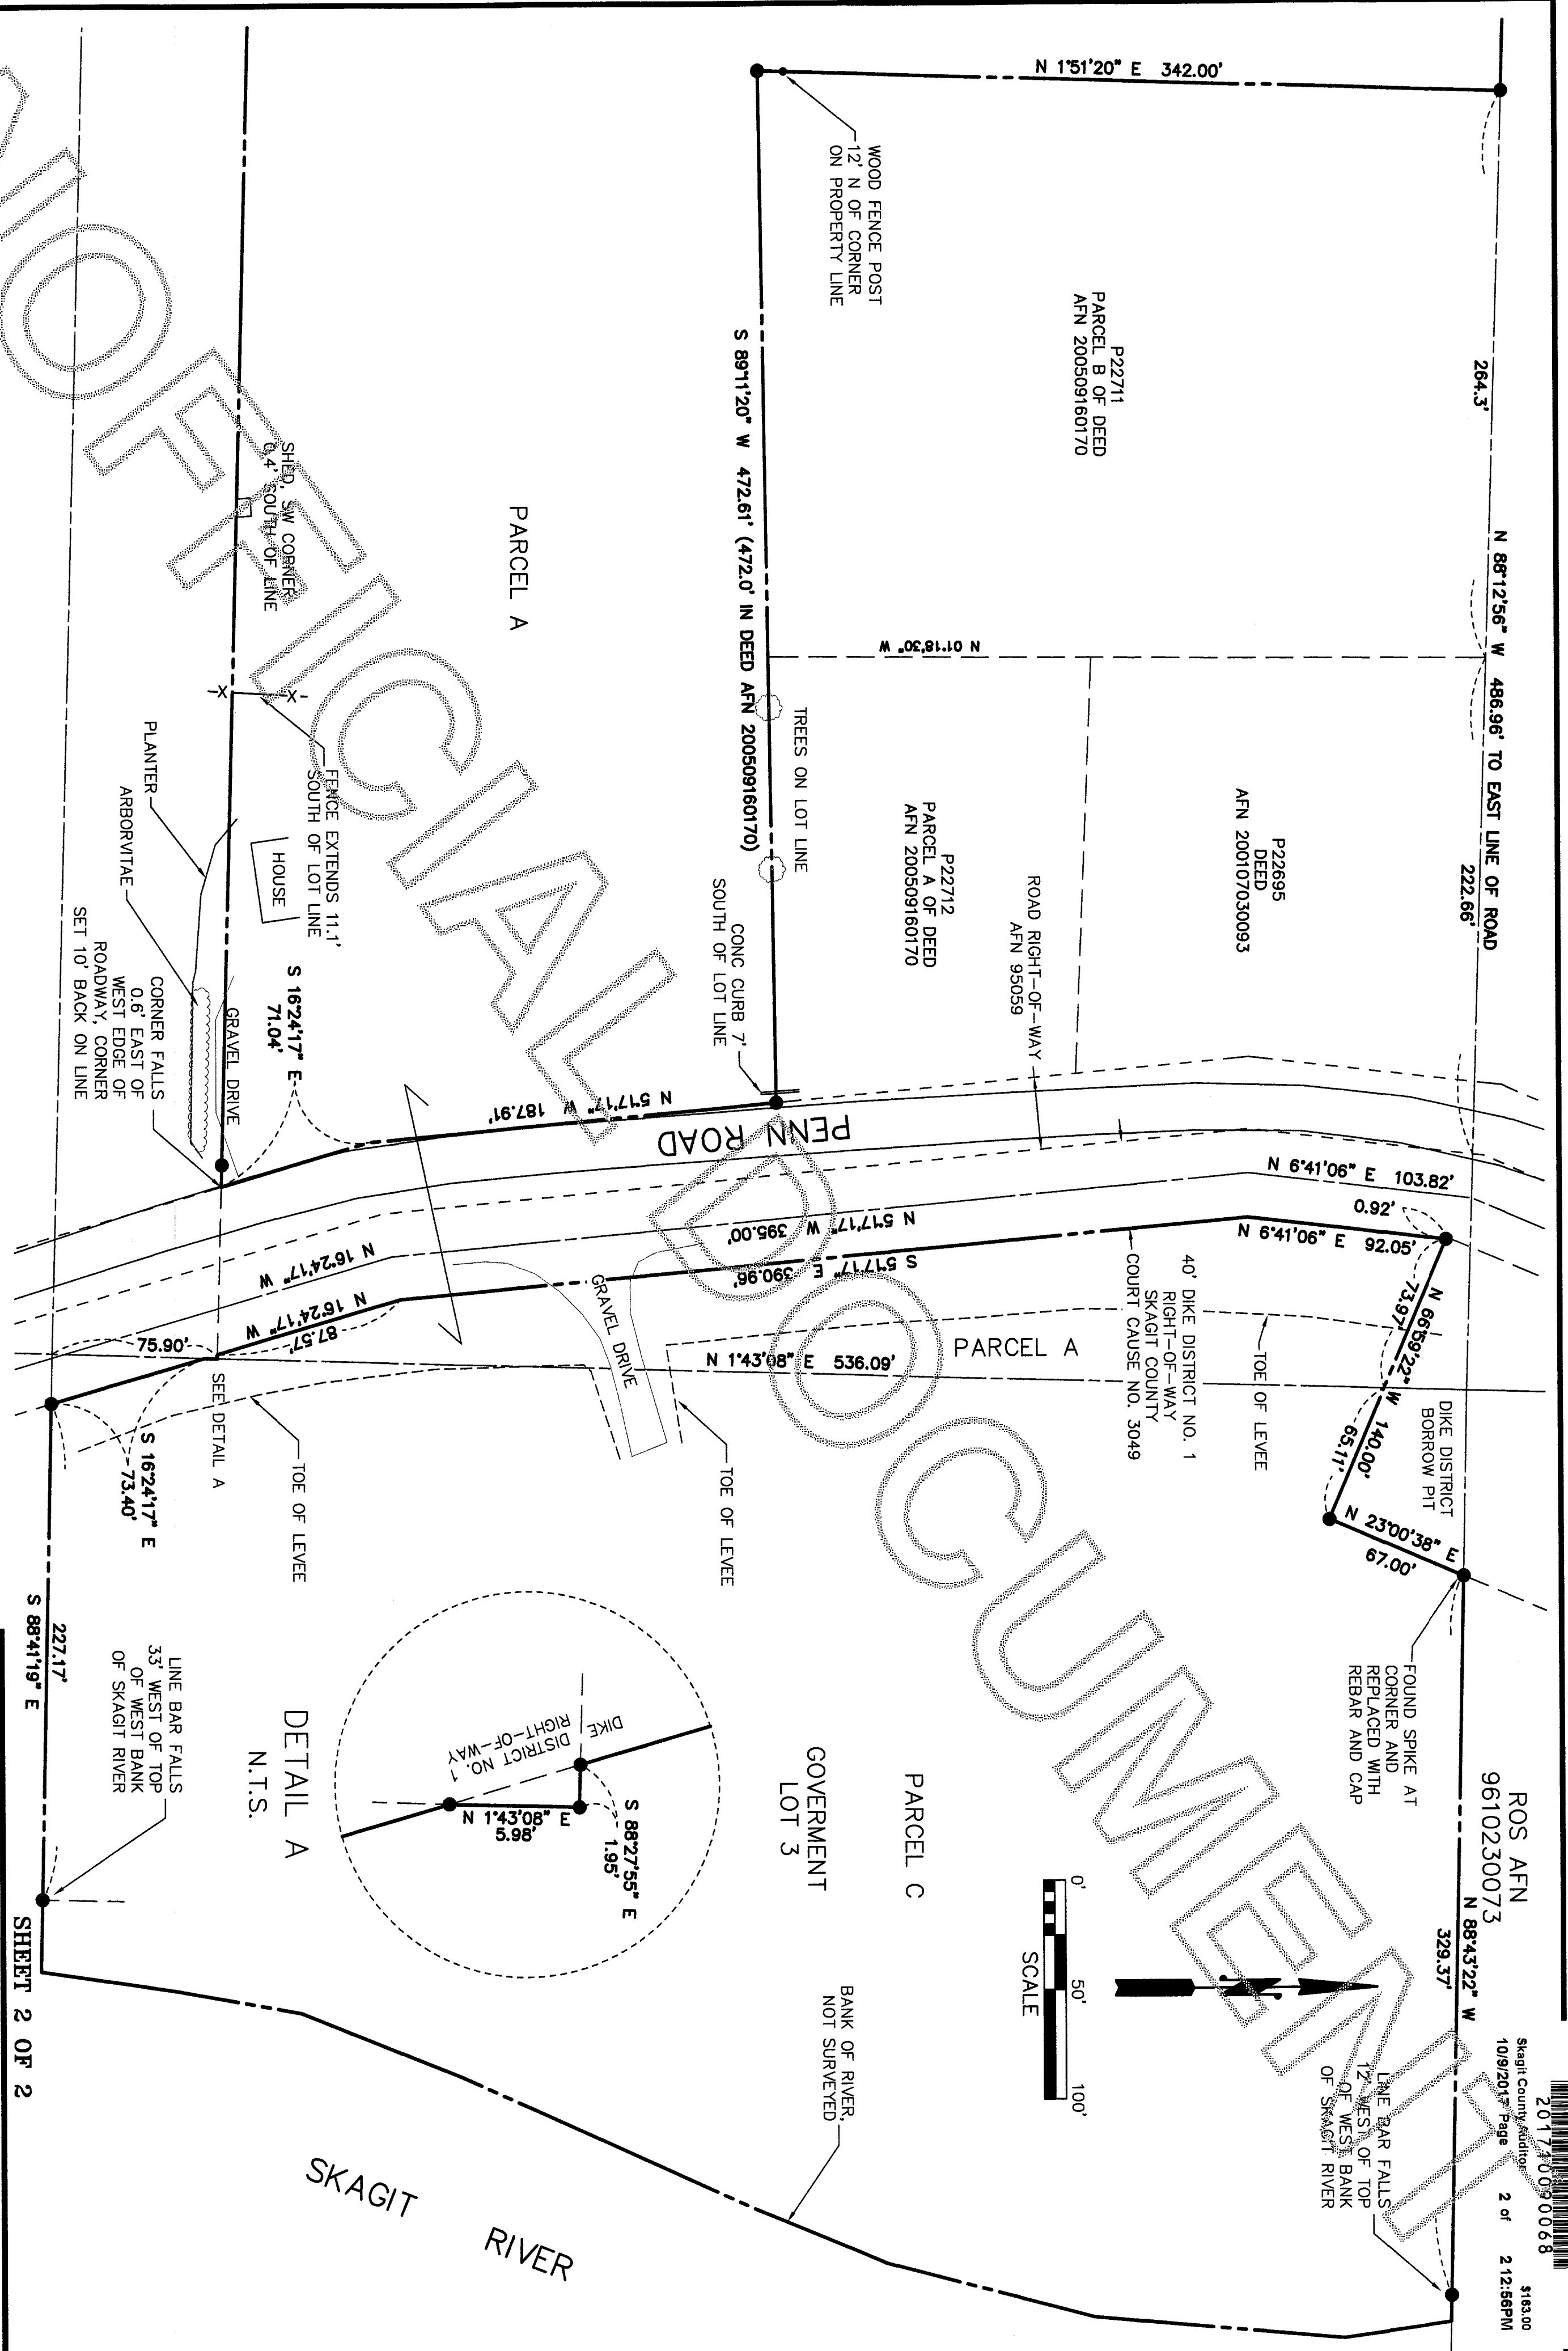 201710090068
Skagit County Auditor $163.00
10/9/2017 Page 2 of 2 12:56PM
ROS AFN
9610230073
N 88°43'22" W
329.37'
LINE BAR FALLS
12' WEST OF TOP
OF WEST BANK
OF SKAGIT RIVER
N 88°12'56" W 486.96' TO EAST LINE OF ROAD
264.3'
222.66'
N 1°51'20" E 342.00'
P22711
PARCEL B OF DEED
AFN 200509160170
P22695
DEED
AFN 200107030093
P22712
PARCEL A OF DEED
AFN 200509160170
N 01°18'30" W
ROAD RIGHT-OF-WAY
AFN 95059
WOOD FENCE POST
12' N OF CORNER
ON PROPERTY LINE
S 89°11'20" W 472.61' (472.0' IN DEED AFN 200509160170)
TREES ON LOT LINE
CONC CURB 7'
SOUTH OF LOT LINE
PARCEL A
SHED, SW CORNER
0.4' SOUTH OF LINE
-X
X-
FENCE EXTENDS 11.1'
SOUTH OF LOT LINE
HOUSE
PLANTER
ARBORVITAE
GRAVEL DRIVE
S 16°24'17" E
71.04'
CORNER FALLS
0.6' EAST OF
WEST EDGE OF
ROADWAY, CORNER
SET 10' BACK ON LINE
N 5°17'17" W 187.91'
PENN ROAD
N 6°41'06" E 103.82'
0.92'
N 6°41'06" E 92.05'
N 5°17'17" W 395.00'
S 5°17'17" E 390.96'
N 16°24'17" W
N 16°24'17" W
87.57'
75.90'
GRAVEL DRIVE
40' DIKE DISTRICT NO. 1
RIGHT-OF-WAY
SKAGIT COUNTY
COURT CAUSE NO. 3049
N 1°43'08" E 536.09'
PARCEL A
TOE OF LEVEE
N 66°59'22" W 140.00'
73.97'
65.11'
DIKE DISTRICT
BORROW PIT
N 23°00'38" E
67.00'
FOUND SPIKE AT
CORNER AND
REPLACED WITH
REBAR AND CAP
TOE OF LEVEE
SEE DETAIL A
S 16°24'17" E
73.40'
TOE OF LEVEE
227.17'
S 88°41'19" E
LINE BAR FALLS
33' WEST OF TOP
OF WEST BANK
OF SKAGIT RIVER
DIKE
DISTRICT NO. 1
RIGHT-OF-WAY
N 1°43'08" E
5.98'
S 88°27'55" E
1.95'
DETAIL A
N.T.S.
GOVERMENT
LOT 3
PARCEL C
0' 50' 100'
SCALE
BANK OF RIVER,
NOT SURVEYED
SKAGIT RIVER
SHEET 2 OF 2
UNOFFICIAL DOCUMENT